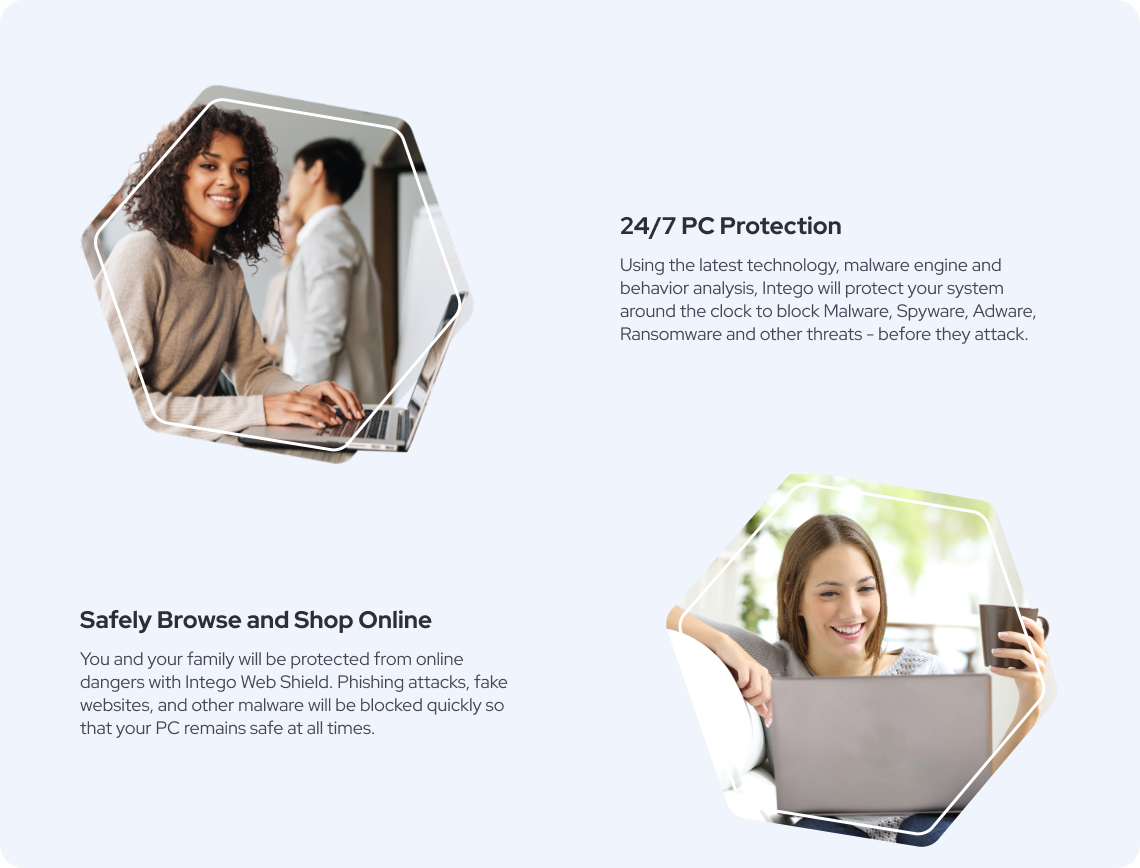 24/7 PC Protection
Using the latest technology, malware engine and
behavior analysis, Intego will protect your system
around the clock to block Malware, Spyware, Adware,
Ransomware and other threats - before they attack.
Safely Browse and Shop Online
You and your family will be protected from online
dangers with Intego Web Shield. Phishing attacks, fake
websites, and other malware will be blocked quickly so
that your PC remains safe at all times.